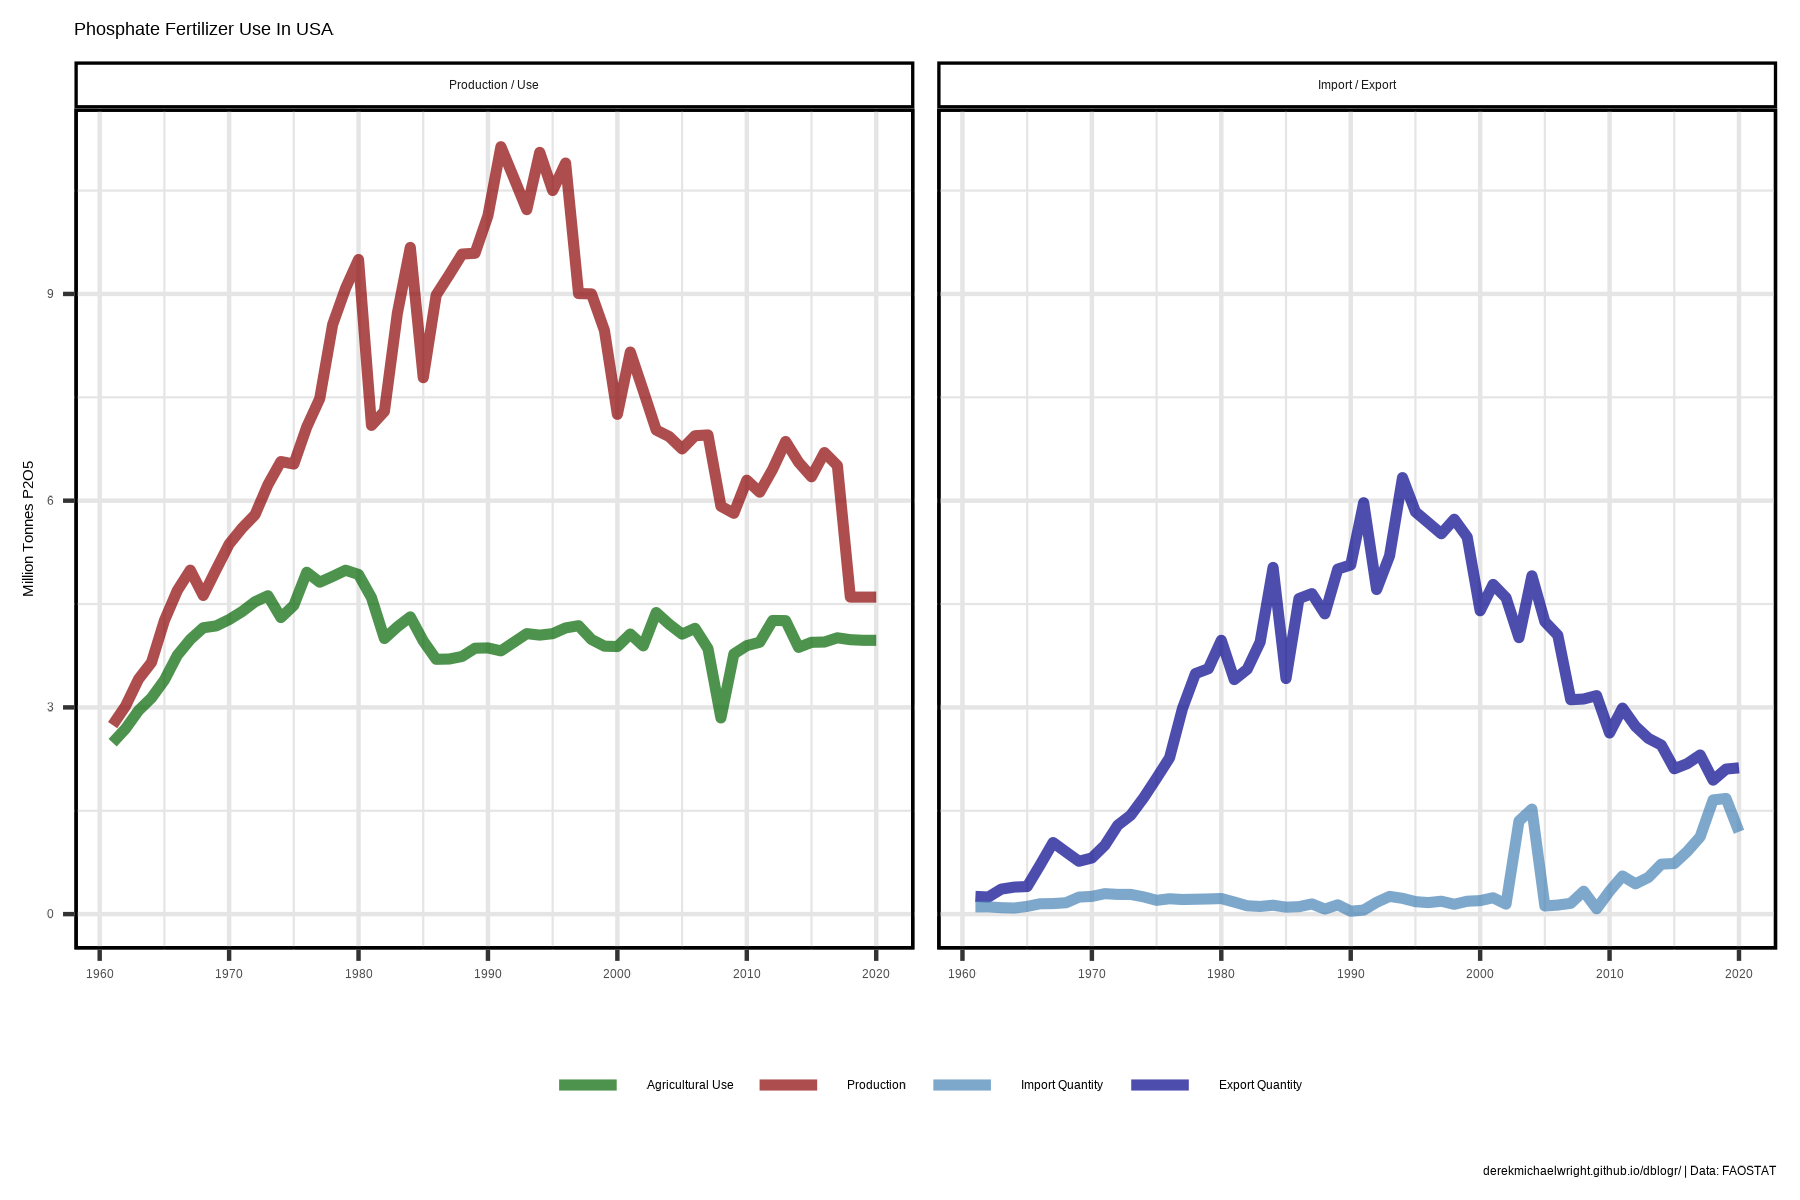 Phosphate Fertilizer Use In USA
Production / Use
Import / Export
Million Tonnes P2O5
9
6
3
0
1960 1970 1980 1990 2000 2010 2020
1960 1970 1980 1990 2000 2010 2020
Agricultural Use Production Import Quantity Export Quantity
derekmichaelwright.github.io/dblogr/ | Data: FAOSTAT